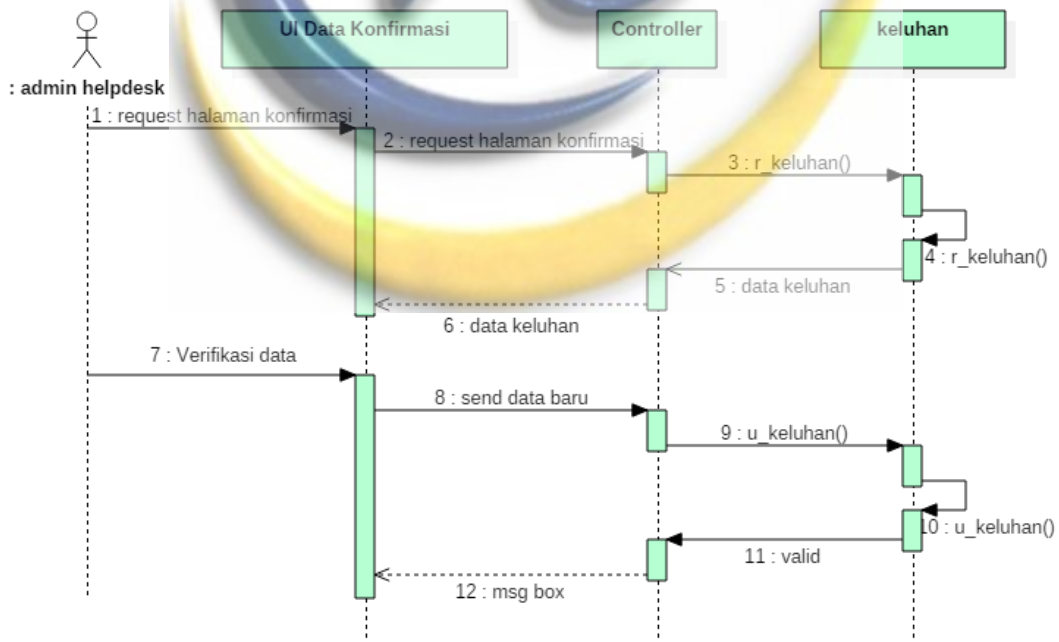 UI Data Konfirmasi
Controller
keluhan
: admin helpdesk
1 : request halaman konfirmasi
2 : request halaman konfirmasi
3 : r_keluhan()
4 : r_keluhan()
5 : data keluhan
6 : data keluhan
7 : Verifikasi data
8 : send data baru
9 : u_keluhan()
10 : u_keluhan()
11 : valid
12 : msg box